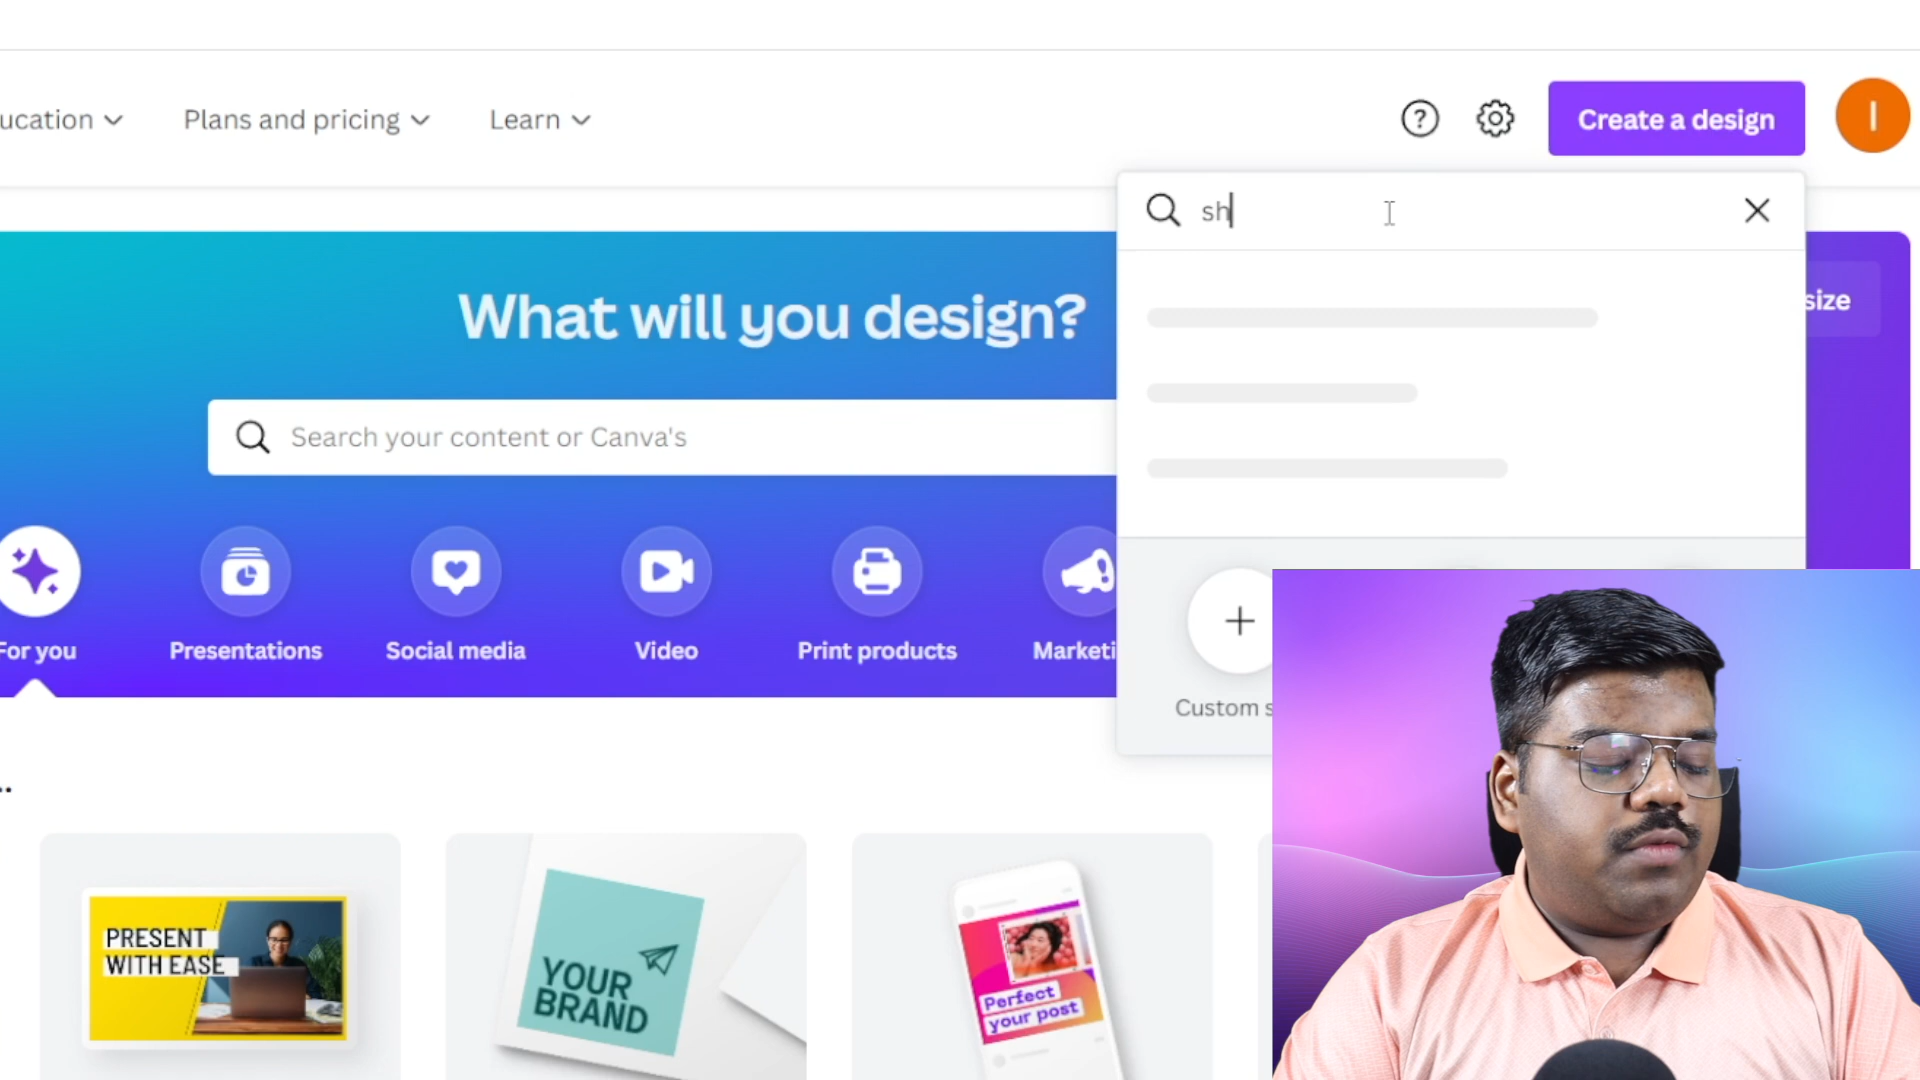 ucation
Plans and pricing
Learn
?
Create a design
I
sh
size
What will you design?
Search your content or Canva's
For you
Presentations
Social media
Video
Print products
Marketi
+
Custom s
..
PRESENT
WITH EASE
YOUR
BRAND
Perfect
your post